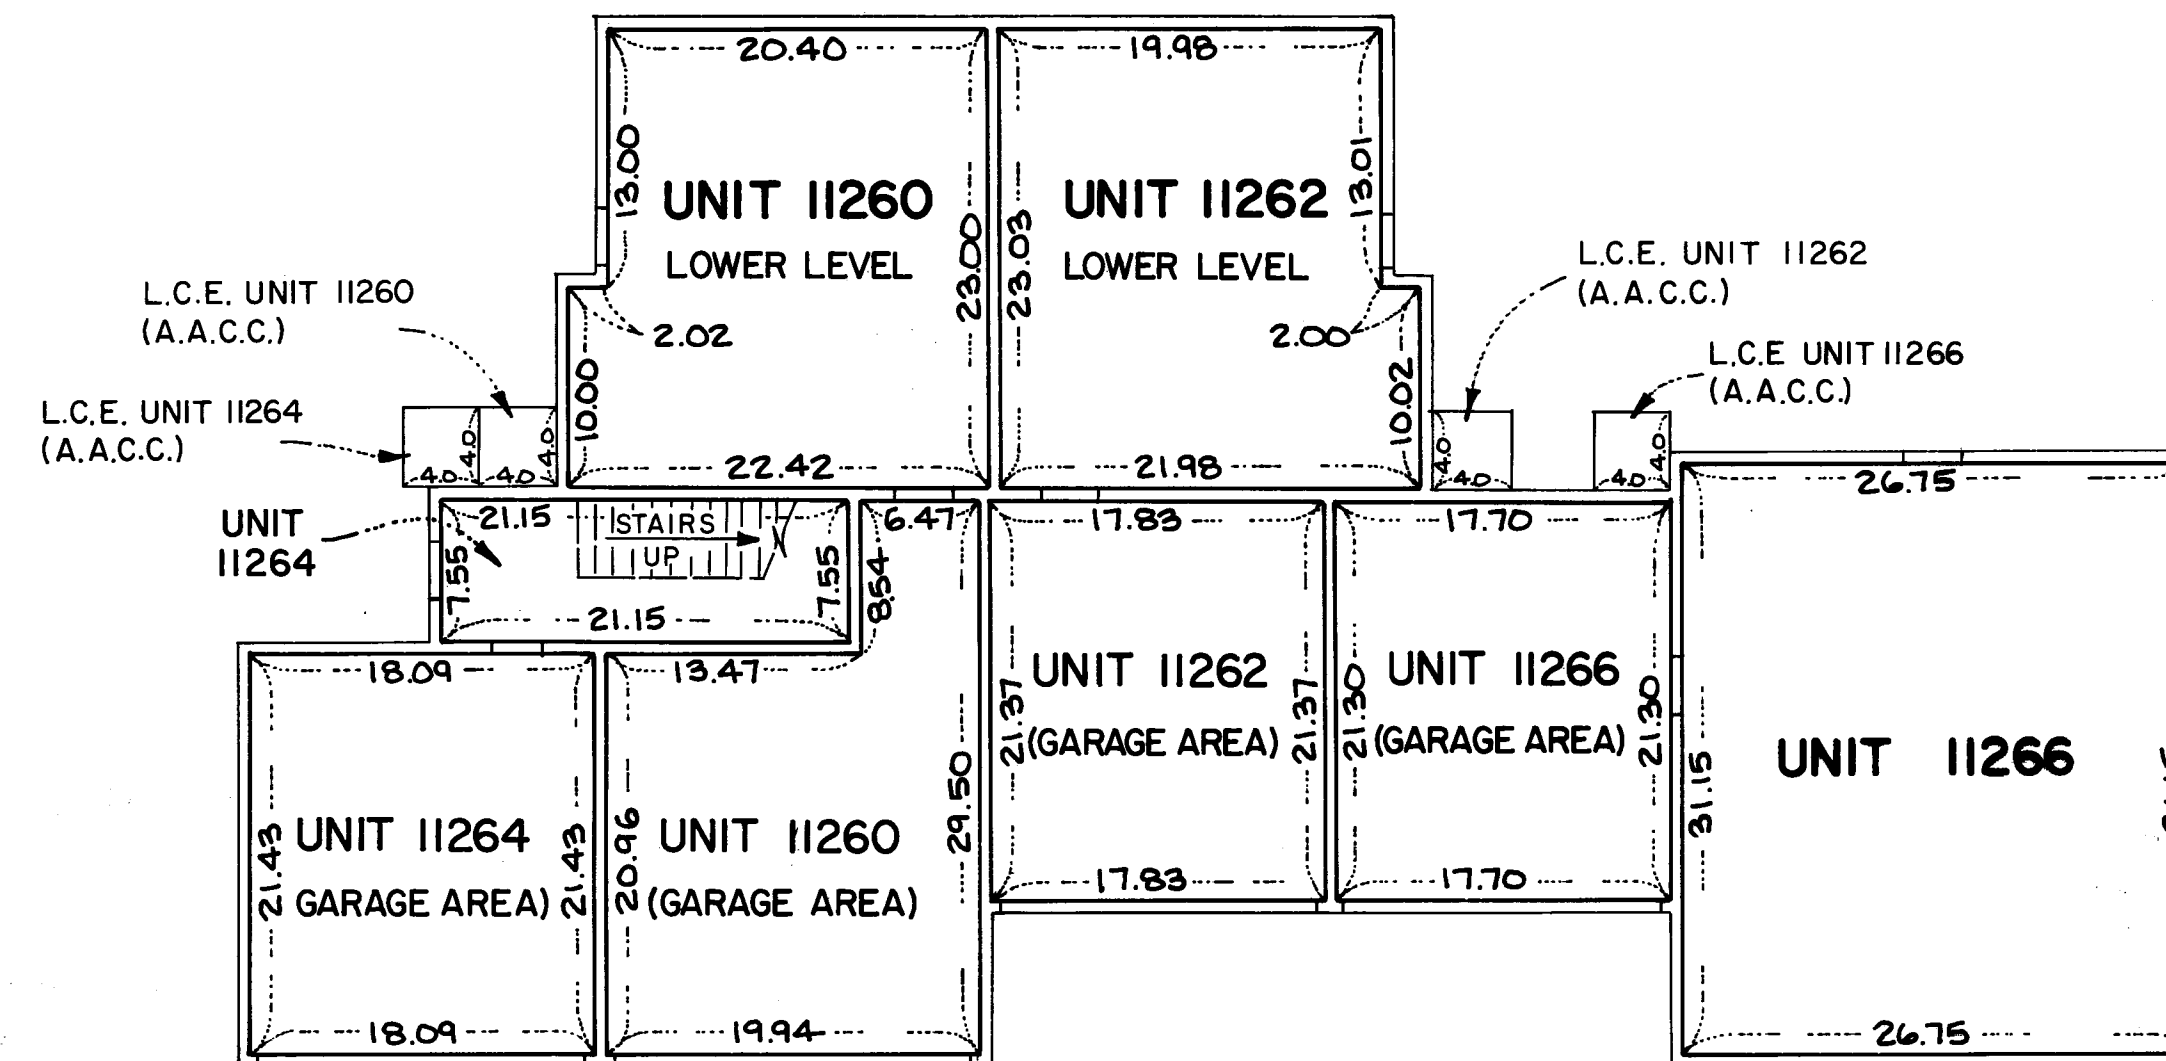 20.40
19.98
13.00
23.00
23.03
13.01
UNIT 11260
LOWER LEVEL
UNIT 11262
LOWER LEVEL
2.02
2.00
10.00
10.02
22.42
21.98
L.C.E. UNIT 11260
(A.A.C.C.)
L.C.E. UNIT 11264
(A.A.C.C.)
4.0
4.0
4.0
4.0
L.C.E. UNIT 11262
(A.A.C.C.)
L.C.E UNIT 11266
(A.A.C.C.)
4.0
4.0
4.0
4.0
UNIT
11264
21.15
STAIRS
UP
7.55
7.55
21.15
6.47
8.54
17.83
17.70
26.75
18.09
13.47
21.43
UNIT 11264
GARAGE AREA)
21.43
18.09
20.96
UNIT 11260
(GARAGE AREA)
29.50
19.94
21.37
UNIT 11262
(GARAGE AREA)
21.37
17.83
21.30
UNIT 11266
(GARAGE AREA)
21.30
17.70
31.15
UNIT 11266
26.75